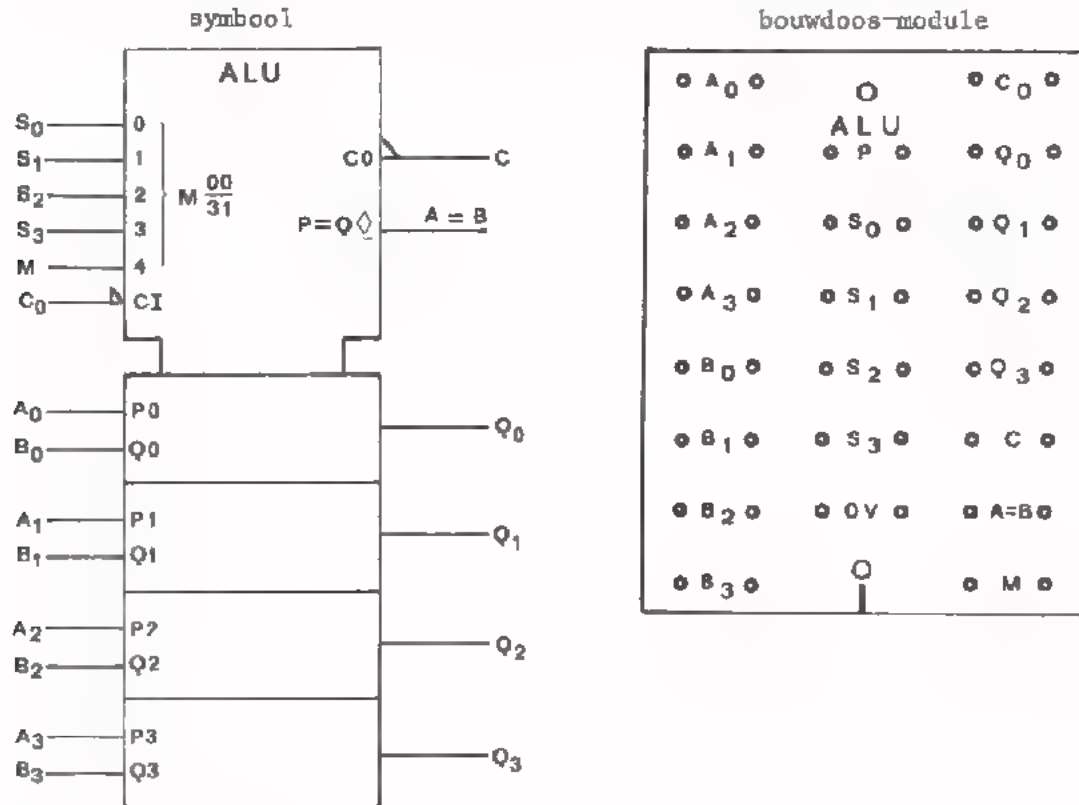 symbool
ALU
S0 0
S1 1
S2 2
S3 3
M 4
C0 CI
M 00/31
CO C
P=Q◊ A = B
A0 P0
B0 Q0
Q0
A1 P1
B1 Q1
Q1
A2 P2
B2 Q2
Q2
A3 P3
B3 Q3
Q3
bouwdoos-module
A0 C0
ALU
A1 P Q0
A2 S0 Q1
A3 S1 Q2
B0 S2 Q3
B1 S3 C
B2 0V A=B
B3 M